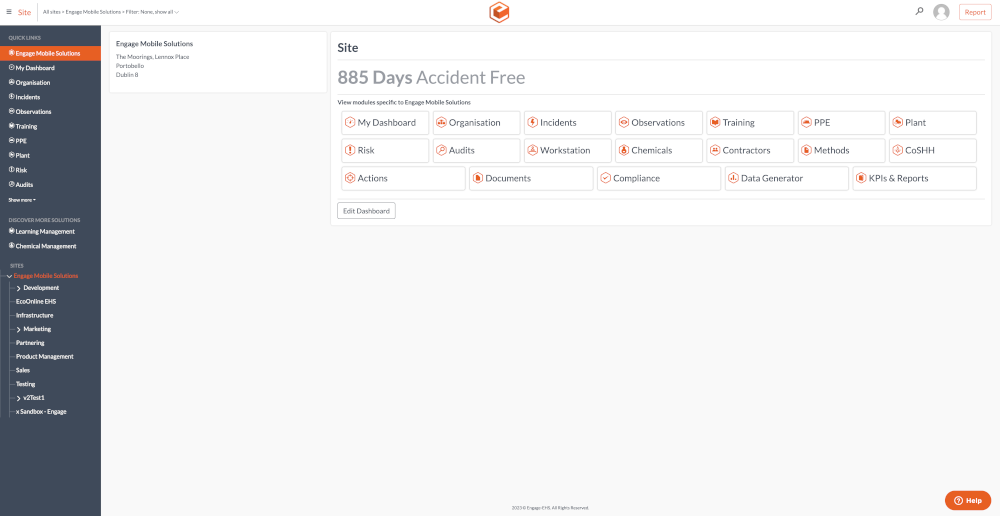 Site
All sites > Engage Mobile Solutions > Filter: None, show all
Report
QUICK LINKS
Engage Mobile Solutions
My Dashboard
Organisation
Incidents
Observations
Training
PPE
Plant
Risk
Audits
Show more
DISCOVER MORE SOLUTIONS
Learning Management
Chemical Management
SITES
Engage Mobile Solutions
Development
EcoOnline EHS
Infrastructure
Marketing
Partnering
Product Management
Sales
Testing
v2Test1
x Sandbox - Engage
Engage Mobile Solutions
The Moorings, Lennox Place
Portobello
Dublin 8
Site
885 Days Accident Free
View modules specific to Engage Mobile Solutions
My Dashboard Organisation Incidents Observations Training PPE Plant
Risk Audits Workstation Chemicals Contractors Methods CoSHH
Actions Documents Compliance Data Generator KPIs & Reports
Edit Dashboard
2023 © Engage-EHS. All Rights Reserved.
Help